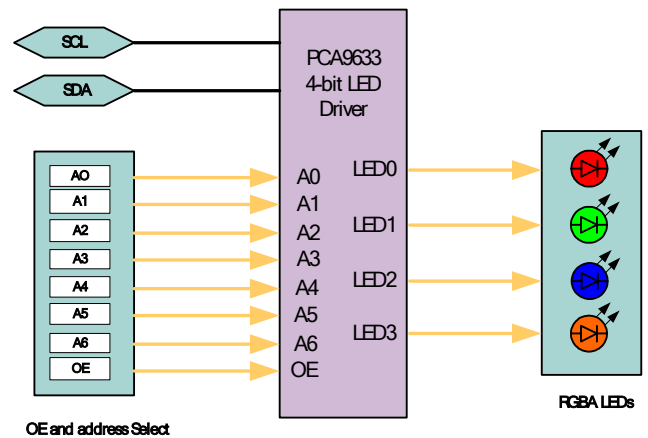 SCL
SDA
PCA9633
4-bit LED
Driver
AO
A1
A2
A3
A4
A5
A6
OE
A0
A1
A2
A3
A4
A5
A6
OE
LED0
LED1
LED2
LED3
OE and address Select
RGBA LEDs